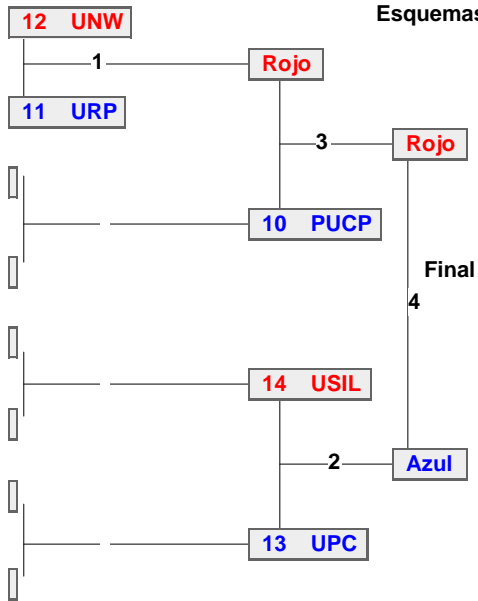 Esquemas
12 UNW
1
Rojo
11 URP
3
Rojo
10 PUCP
Final
4
14 USIL
2
Azul
13 UPC